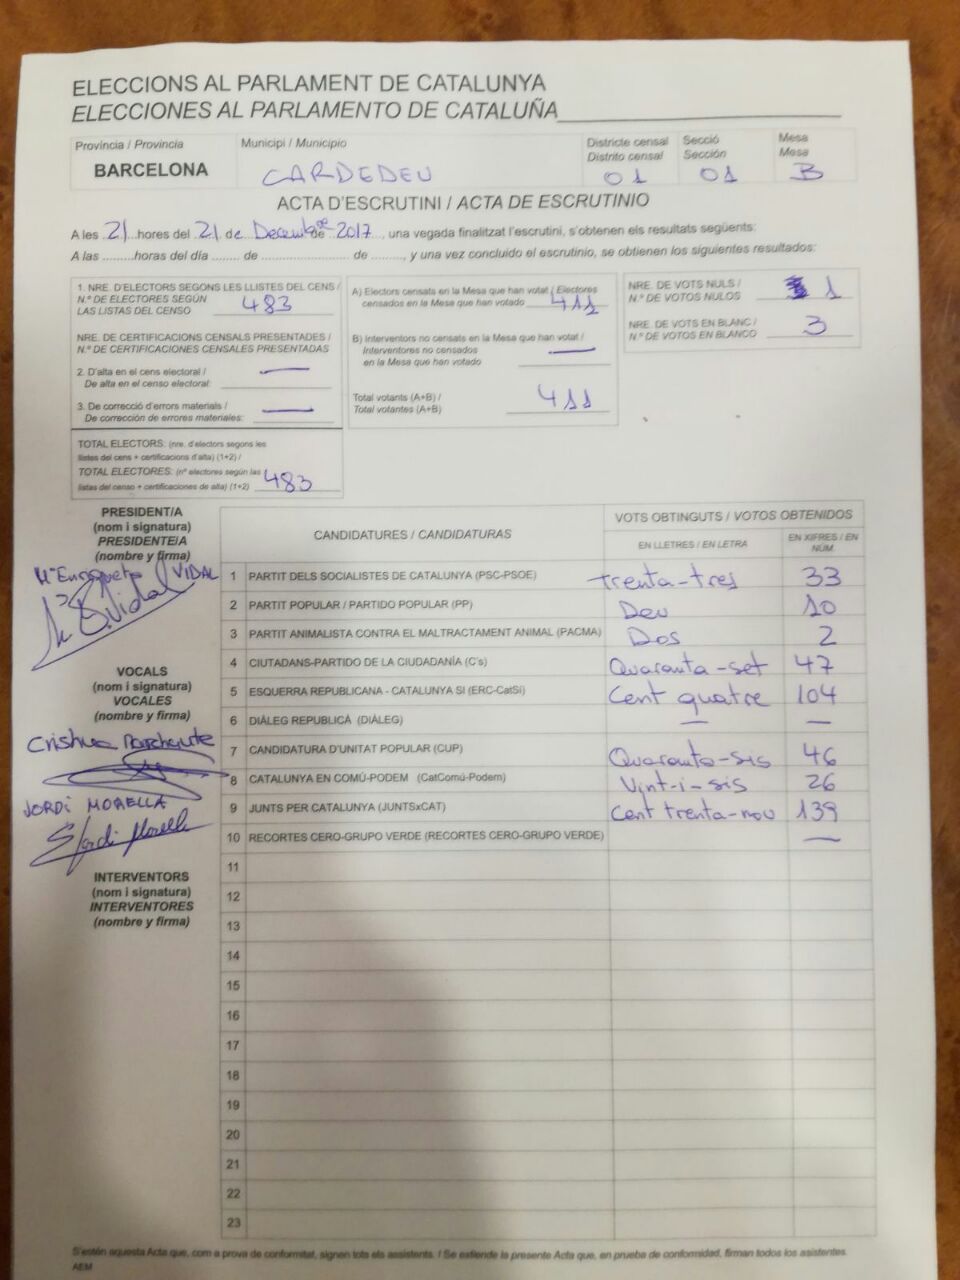 ELECCIONS AL PARLAMENT DE CATALUNYA
ELECCIONES AL PARLAMENTO DE CATALUÑA
Província / Provincia
BARCELONA
Municipi / Municipio
CARDEDEU
Districte censal
Distrito censal
01
Secció
Sección
01
Mesa
Mesa
B
ACTA D'ESCRUTINI / ACTA DE ESCRUTINIO
A les 21 hores del 21 de Decembre de 2017, una vegada finalitzat l'escrutini, s'obtenen els resultats següents:
A las ......... horas del día ........ de ........................... de ........., y una vez concluido el escrutinio, se obtienen los siguientes resultados:
1. NRE. D'ELECTORS SEGONS LES LLISTES DEL CENS /
N.º DE ELECTORES SEGÚN
LAS LISTAS DEL CENSO 483
NRE. DE CERTIFICACIONS CENSALS PRESENTADES /
N.º DE CERTIFICACIONES CENSALES PRESENTADAS
2. D'alta en el cens electoral / —
De alta en el censo electoral:
3. De correcció d'errors materials / —
De corrección de errores materiales:
TOTAL ELECTORS: (nre. d'electors segons les
llistes del cens + certificacions d'alta) (1+2) /
TOTAL ELECTORES: (nº electores según las
listas del censo + certificaciones de alta) (1+2) 483
A) Electors censats en la Mesa que han votat / Electores
censados en la Mesa que han votado 411
B) Interventors no censats en la Mesa que han votat /
Interventores no censados —
en la Mesa que han votado
Total votants (A+B) /
Total votantes (A+B) 411
NRE. DE VOTS NULS /
N.º DE VOTOS NULOS 1
NRE. DE VOTS EN BLANC /
N.º DE VOTOS EN BLANCO 3
PRESIDENT/A
(nom i signatura)
PRESIDENTE/A
(nombre y firma)
Mª Enriqueta VIDAL
VOCALS
(nom i signatura)
VOCALES
(nombre y firma)
JORDI MORELLA
INTERVENTORS
(nom i signatura)
INTERVENTORES
(nombre y firma)
CANDIDATURES / CANDIDATURAS
VOTS OBTINGUTS / VOTOS OBTENIDOS
EN LLETRES / EN LETRA
EN XIFRES / EN NÚM.
1 PARTIT DELS SOCIALISTES DE CATALUNYA (PSC-PSOE) trenta-tres 33
2 PARTIT POPULAR / PARTIDO POPULAR (PP) Deu 10
3 PARTIT ANIMALISTA CONTRA EL MALTRACTAMENT ANIMAL (PACMA) Dos 2
4 CIUTADANS-PARTIDO DE LA CIUDADANÍA (C's) Quaranta-set 47
5 ESQUERRA REPUBLICANA - CATALUNYA SI (ERC-CatSí) Cent quatre 104
6 DIÀLEG REPUBLICÀ (DIÀLEG) — —
7 CANDIDATURA D'UNITAT POPULAR (CUP) Quaranta-sis 46
8 CATALUNYA EN COMÚ-PODEM (CatComú-Podem) Vint-i-sis 26
9 JUNTS PER CATALUNYA (JUNTSxCAT) Cent trenta-nou 139
10 RECORTES CERO-GRUPO VERDE (RECORTES CERO-GRUPO VERDE) —
11
12
13
14
15
16
17
18
19
20
21
22
23
S'estén aquesta Acta que, com a prova de conformitat, signen tots els assistents. / Se extiende la presente Acta que, en prueba de conformidad, firman todos los asistentes.
AEM